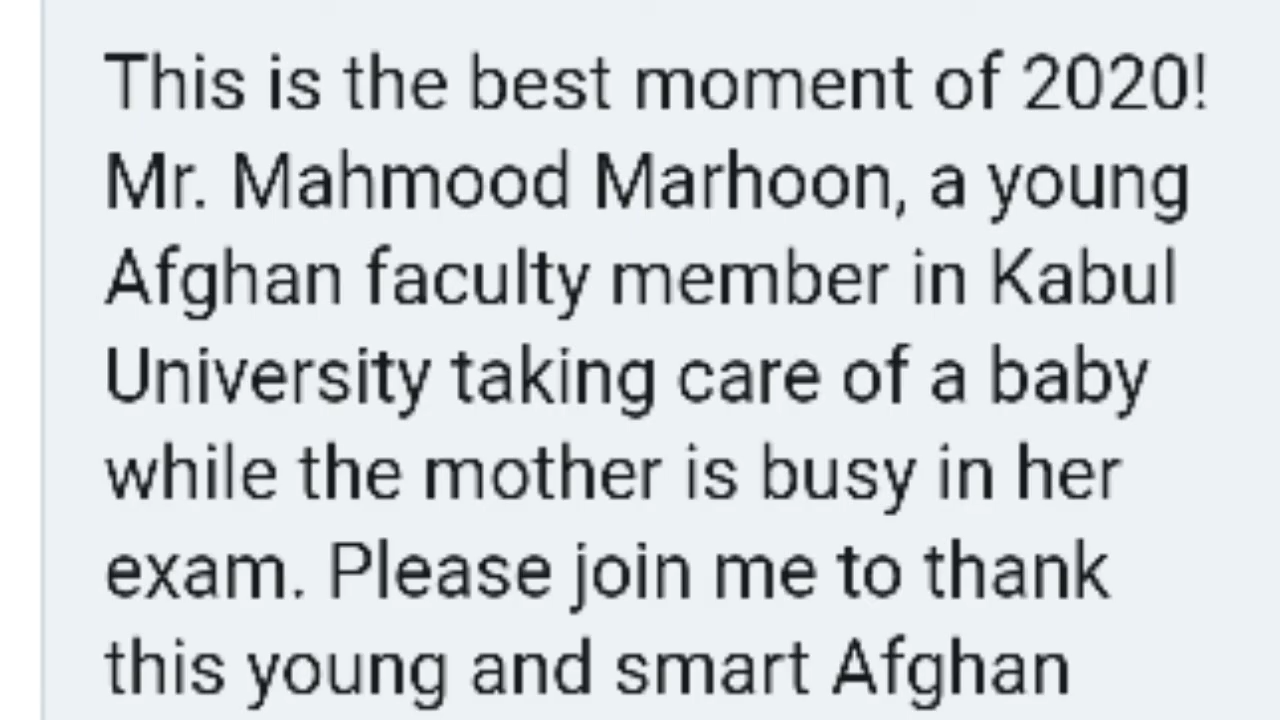 This is the best moment of 2020!
Mr. Mahmood Marhoon, a young
Afghan faculty member in Kabul
University taking care of a baby
while the mother is busy in her
exam. Please join me to thank
this young and smart Afghan